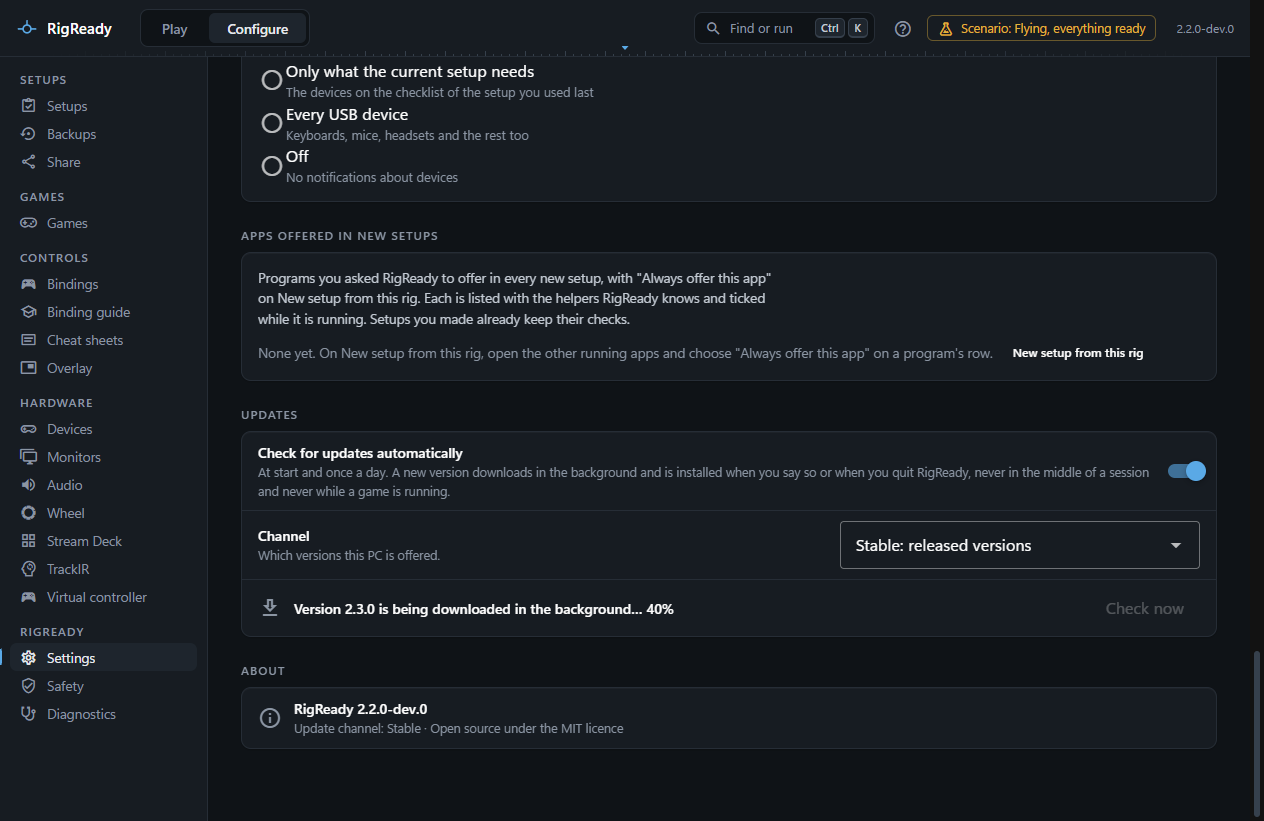 RigReady
Play
Configure
Find or run
Ctrl
K
Scenario: Flying, everything ready
2.2.0-dev.0
SETUPS
Setups
Backups
Share
GAMES
Games
CONTROLS
Bindings
Binding guide
Cheat sheets
Overlay
HARDWARE
Devices
Monitors
Audio
Wheel
Stream Deck
TrackIR
Virtual controller
RIGREADY
Settings
Safety
Diagnostics
Only what the current setup needs
The devices on the checklist of the setup you used last
Every USB device
Keyboards, mice, headsets and the rest too
Off
No notifications about devices
APPS OFFERED IN NEW SETUPS
Programs you asked RigReady to offer in every new setup, with "Always offer this app"
on New setup from this rig. Each is listed with the helpers RigReady knows and ticked
while it is running. Setups you made already keep their checks.
None yet. On New setup from this rig, open the other running apps and choose "Always offer this app" on a program's row.
New setup from this rig
UPDATES
Check for updates automatically
At start and once a day. A new version downloads in the background and is installed when you say so or when you quit RigReady, never in the middle of a session
and never while a game is running.
Channel
Which versions this PC is offered.
Stable: released versions
Version 2.3.0 is being downloaded in the background... 40%
Check now
ABOUT
RigReady 2.2.0-dev.0
Update channel: Stable · Open source under the MIT licence